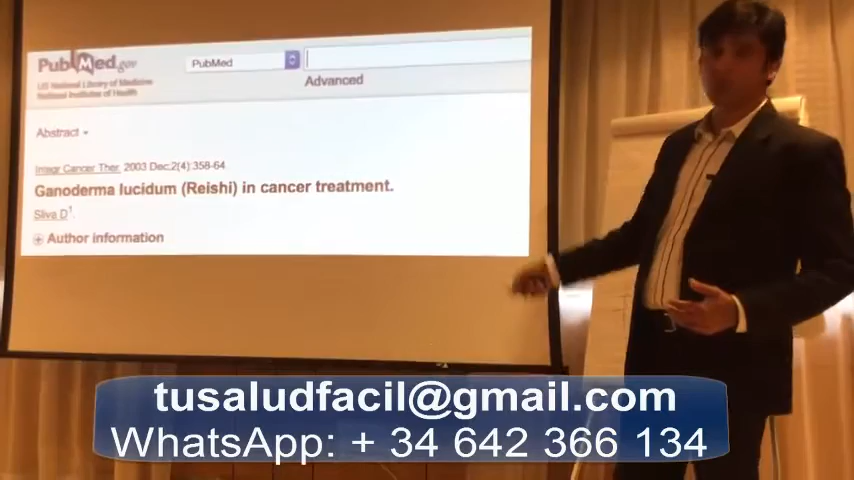 PubMed.gov
US National Library of Medicine
National Institutes of Health
PubMed
Advanced
Abstract
Integr Cancer Ther. 2003 Dec;2(4):358-64.
Ganoderma lucidum (Reishi) in cancer treatment.
Sliva D1.
Author information
tusaludfacil@gmail.com
WhatsApp: + 34 642 366 134